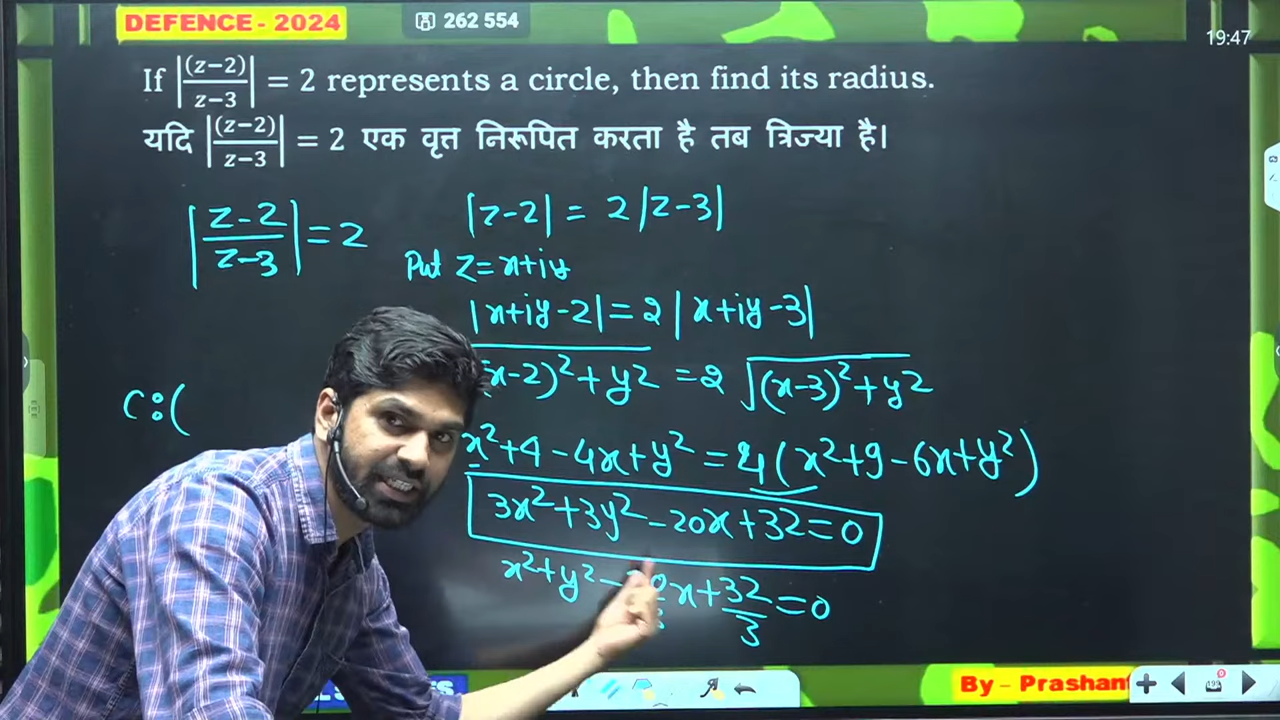 DEFENCE - 2024
262 554
19:47
If |(z−2)/z−3| = 2 represents a circle, then find its radius.
यदि |(z−2)/z−3| = 2 एक वृत्त निरूपित करता है तब त्रिज्या है।
|z-2/z-3| = 2
|z-2| = 2|z-3|
Put z = x+iy
|x+iy-2| = 2|x+iy-3|
(x-2)²+y² = 2√(x-3)²+y²
C:(
x²+4-4x+y² = 4(x²+9-6x+y²)
3x²+3y²-20x+32=0
x²+y²- x+32/3=0
By - Prashant